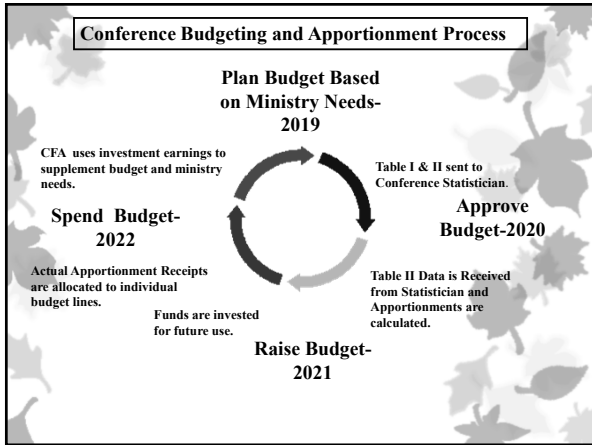 Conference Budgeting and Apportionment Process
Plan Budget Based
on Ministry Needs-
2019
CFA uses investment earnings to
supplement budget and ministry
needs.
Table I & II sent to
Conference Statistician.
Spend Budget-
2022
Approve
Budget-2020
Actual Apportionment Receipts
are allocated to individual
budget lines.
Table II Data is Received
from Statistician and
Apportionments are
calculated.
Funds are invested
for future use.
Raise Budget-
2021